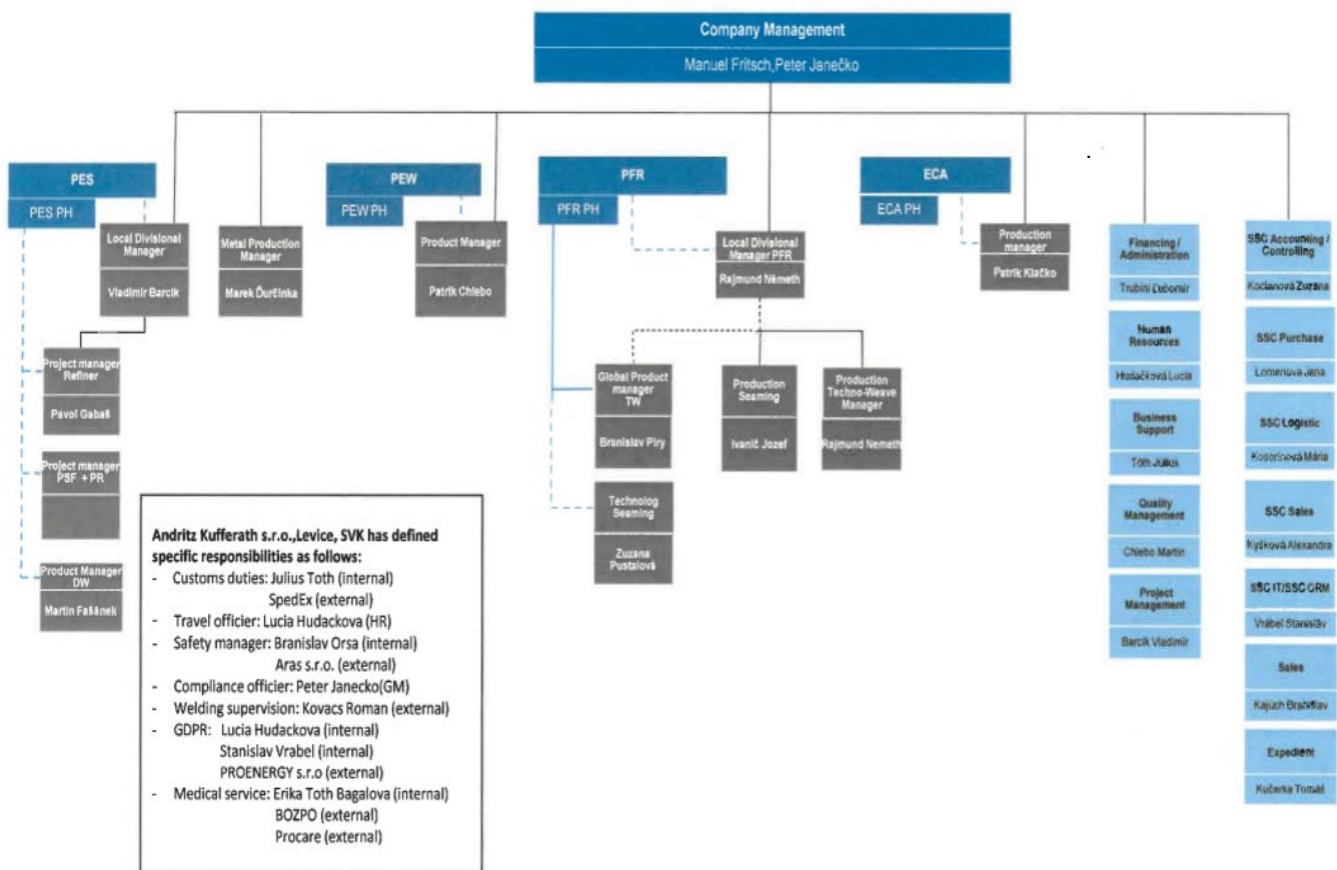 Company Management
Manuel Fritsch,Peter Janečko
PES
PES PH
Local Divisional
Manager
Vladimír Barcík
Metal Production
Manager
Marek Ďurčinka
PEW
PEW PH
Product Manager
Patrik Chlebo
PFR
PFR PH
Local Divisional
Manager PFR
Rajmund Németh
ECA
ECA PH
Production
manager
Patrik Klačko
Project manager
Refiner
Pavol Gabaš
Project manager
PSF + PR
Product Manager
DW
Martin Fašánek
Global Product
manager
TW
Branislav Piry
Production
Seaming
Ivanič Jozef
Production
Techno-Weave
Manager
Rajmund Nemeth
Technolog
Seaming
Zuzana
Pustalová
Financing /
Administration
Trubíni Ľubomír
Human
Resources
Hudačková Lucia
Business
Support
Tóth Július
Quality
Management
Chlebo Martin
Project
Management
Barcík Vladimír
SSC Accounting /
Controlling
Kocianová Zuzana
SSC Purchase
Lomenová Jana
SSC Logistic
Kosorínová Mária
SSC Sales
Kyšková Alexandra
SSC IT/SSC CRM
Vrábel Stanislav
Sales
Kajúch Branislav
Expedient
Kučerka Tomáš
Andritz Kufferath s.r.o.,Levice, SVK has defined
specific responsibilities as follows:
- Customs duties: Julius Toth (internal)
SpedEx (external)
- Travel officier: Lucia Hudackova (HR)
- Safety manager: Branislav Orsa (internal)
Aras s.r.o. (external)
- Compliance officier: Peter Janecko(GM)
- Welding supervision: Kovacs Roman (external)
- GDPR: Lucia Hudackova (internal)
Stanislav Vrabel (internal)
PROENERGY s.r.o (external)
- Medical service: Erika Toth Bagalova (internal)
BOZPO (external)
Procare (external)